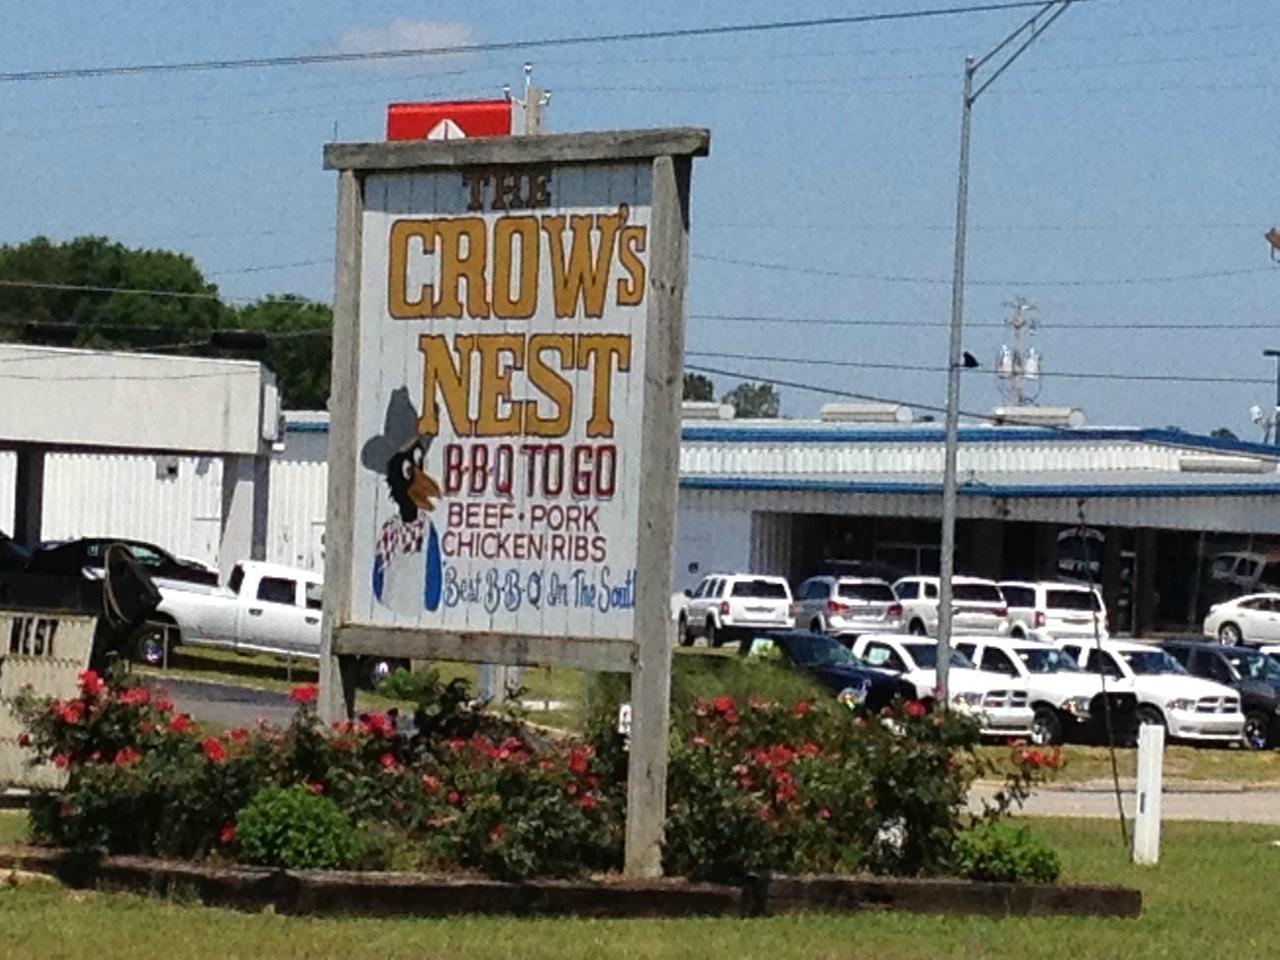 THE
CROW'S
NEST
B·B·Q TO GO
BEEF · PORK
CHICKEN · RIBS
"Best B-B-Q In The South
NEST